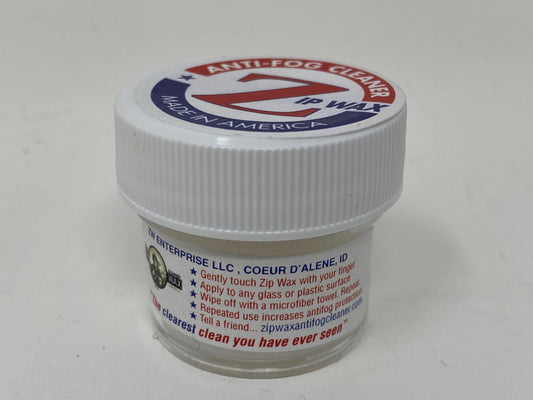 ANTI-FOG CLEANER
ZIP WAX
MADE IN AMERICA
ZW ENTERPRISE LLC , COEUR D'ALENE, ID
★ Gently touch Zip Wax with your finger
★ Apply to any glass or plastic surface
★ Wipe off with a microfiber towel. Repeat.
★ Repeated use increases antifog protection
★ Tell a friend... zipwaxantifogcleaner.com
"The clearest clean you have ever seen"